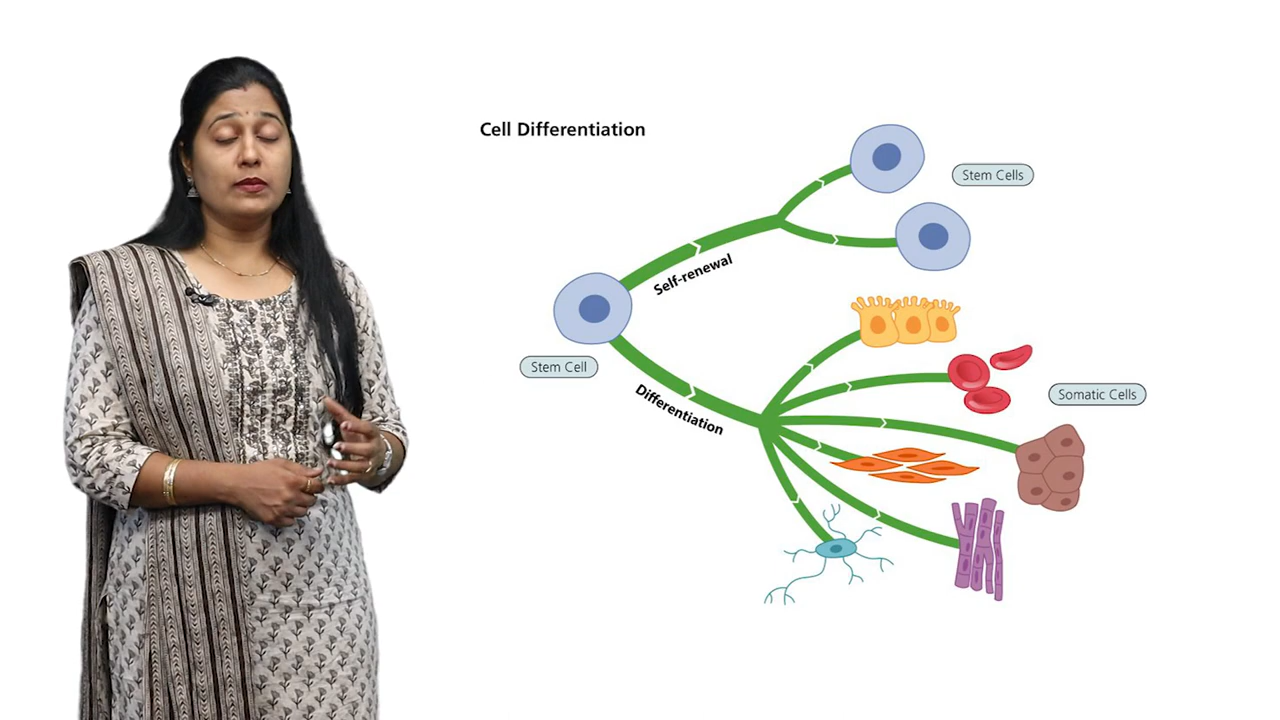 Cell Differentiation
Stem Cells
Self-renewal
Stem Cell
Differentiation
Somatic Cells